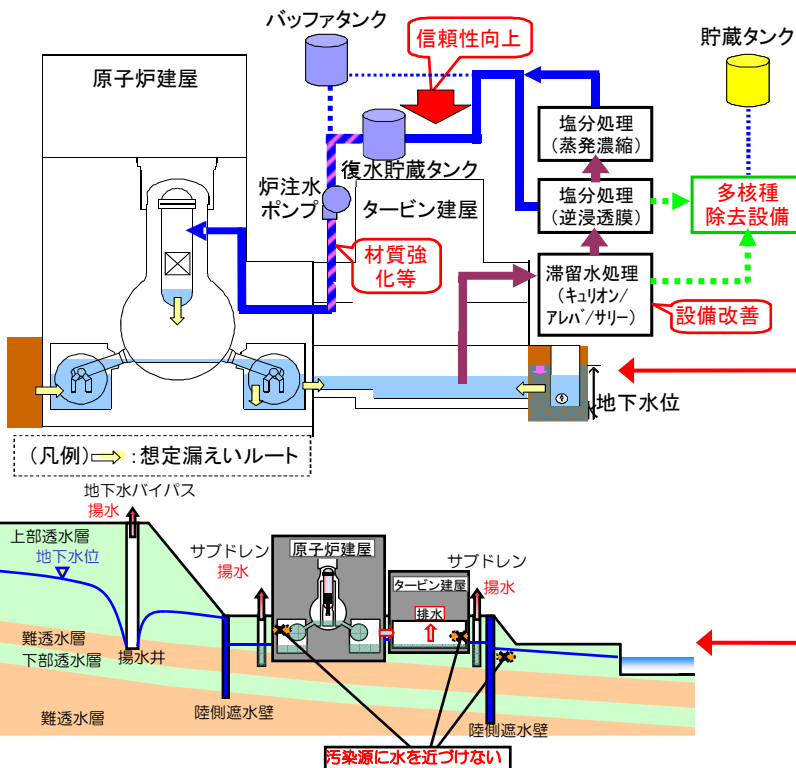 バッファタンク
信頼性向上
貯蔵タンク
原子炉建屋
塩分処理
(蒸発濃縮)
復水貯蔵タンク
炉注水
ポンプ
タービン建屋
塩分処理
(逆浸透膜)
多核種
除去設備
材質強
化等
滞留水処理
(キュリオン/
アレバ/サリー)
設備改善
地下水位
(凡例) :想定漏えいルート
地下水バイパス
揚水
上部透水層
地下水位
サブドレン
揚水
原子炉建屋
タービン建屋
排水
サブドレン
揚水
難透水層
下部透水層
揚水井
難透水層
陸側遮水壁
陸側遮水壁
汚染源に水を近づけない